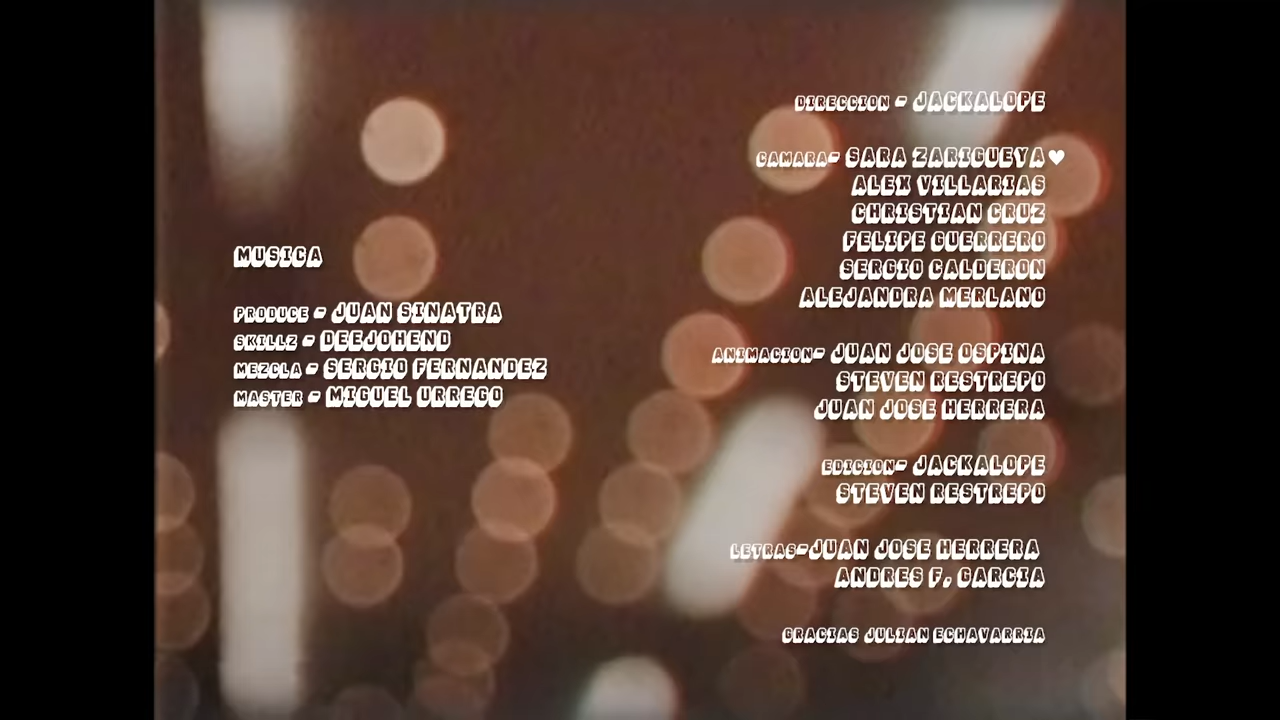 MUSICA
PRODUCE - JUAN SINATRA
SKILLZ - DEEJOHEND
MEZCLA - SERGIO FERNANDEZ
MASTER - MIGUEL URREGO
DIRECCION - JACKALOPE
CAMARA- SARA ZARIGUEYA♥
ALEX VILLARIAS
CHRISTIAN CRUZ
FELIPE GUERRERO
SERGIO CALDERON
ALEJANDRA MERLANO
ANIMACION- JUAN JOSE OSPINA
STEVEN RESTREPO
JUAN JOSE HERRERA
EDICION- JACKALOPE
STEVEN RESTREPO
LETRAS-JUAN JOSE HERRERA
ANDRES F. GARCIA
GRACIAS JULIAN ECHAVARRIA